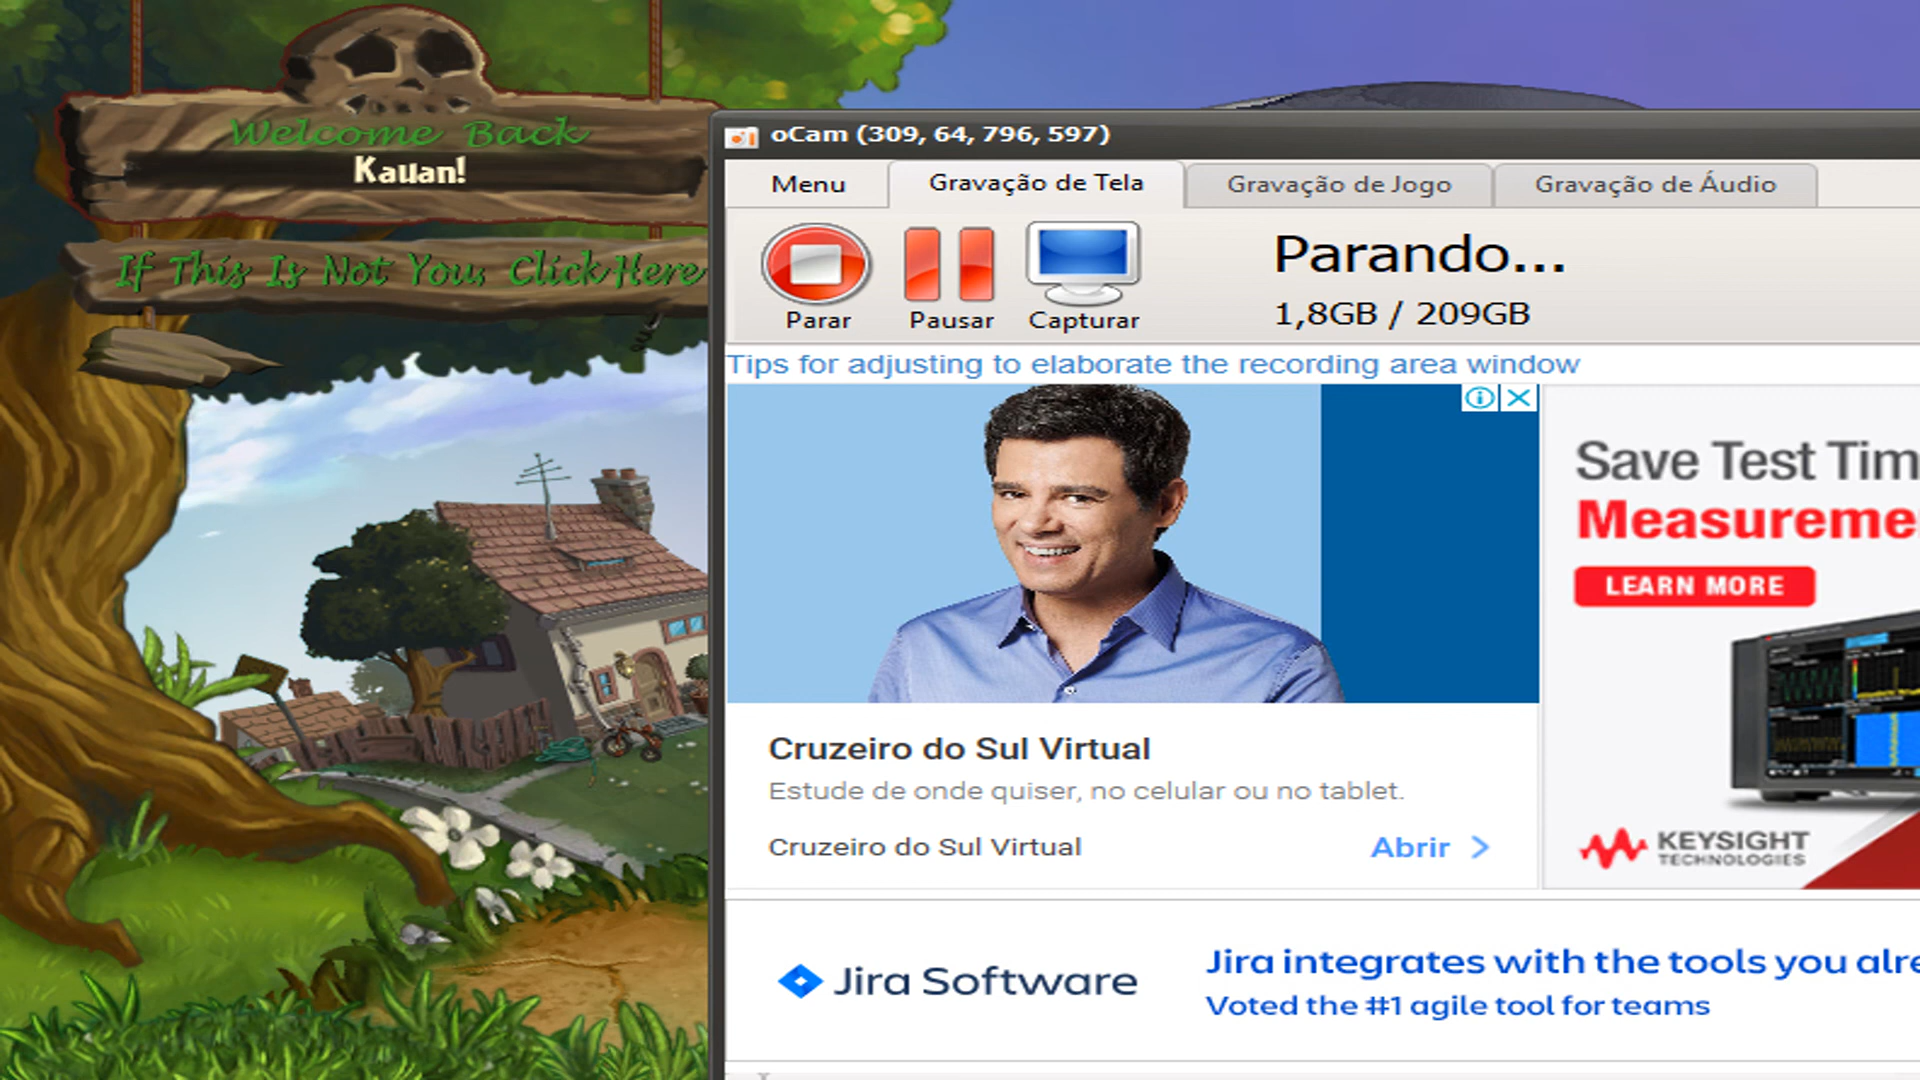 Welcome Back
Kauan!
If This Is Not You, Click Here
oCam (309, 64, 796, 597)
Menu
Gravação de Tela
Gravação de Jogo
Gravação de Áudio
Parar
Pausar
Capturar
Parando...
1,8GB / 209GB
Tips for adjusting to elaborate the recording area window
Cruzeiro do Sul Virtual
Estude de onde quiser, no celular ou no tablet.
Cruzeiro do Sul Virtual
Abrir
Save Test Tim
Measureme
LEARN MORE
KEYSIGHT
TECHNOLOGIES
Jira Software
Jira integrates with the tools you alre
Voted the #1 agile tool for teams